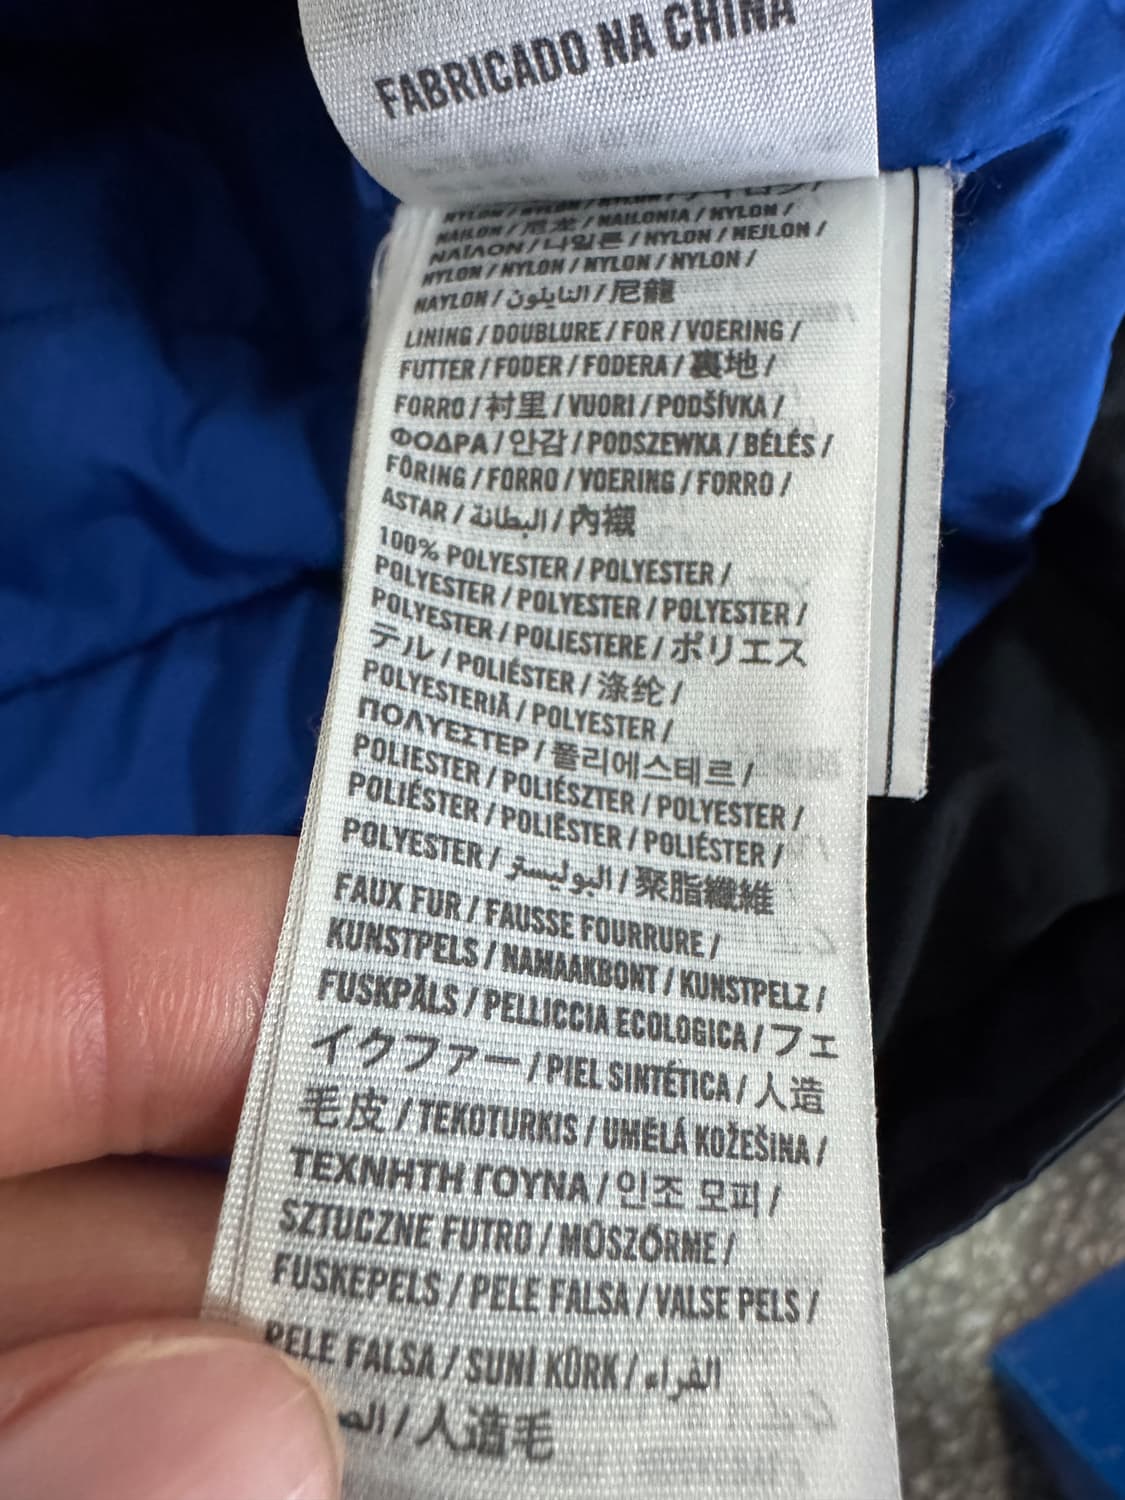 FABRICADO NA CHINA
NAILON / 尼龙 / NAILONIA / NYLON /
ΝΑΪΛΟΝ / 나일론 / NYLON / NEJLON /
NYLON / NYLON / NYLON / NYLON /
NAYLON / النايلون / 尼龍
LINING / DOUBLURE / FOR / VOERING /
FUTTER / FODER / FODERA / 裏地 /
FORRO / 衬里 / VUORI / PODŠÍVKA /
ΦΟΔΡΑ / 안감 / PODSZEWKA / BÉLÉS /
FÔRING / FORRO / VOERING / FORRO /
ASTAR / البطانة / 內襯
100% POLYESTER / POLYESTER /
POLYESTER / POLYESTER / POLYESTER /
POLYESTER / POLIESTERE / ポリエス
テル / POLIÉSTER / 涤纶 /
POLYESTERIÄ / POLYESTER /
ΠΟΛΥΕΣΤΕΡ / 폴리에스테르 /
POLIESTER / POLIÉSZTER / POLYESTER /
POLIÉSTER / POLIËSTER / POLIÉSTER /
POLYESTER / البوليستر / 聚脂纖維
FAUX FUR / FAUSSE FOURRURE /
KUNSTPELS / NAMAAKBONT / KUNSTPELZ /
FUSKPÄLS / PELLICCIA ECOLOGICA / フェ
イクファー / PIEL SINTÉTICA / 人造
毛皮 / TEKOTURKIS / UMĚLÁ KOŽEŠINA /
ΤΕΧΝΗΤΗ ΓΟΥΝΑ / 인조 모피 /
SZTUCZNE FUTRO / MŰSZŐRME /
FUSKEPELS / PELE FALSA / VALSE PELS /
PELE FALSA / SUNİ KÜRK / الفراء
/ 人造毛